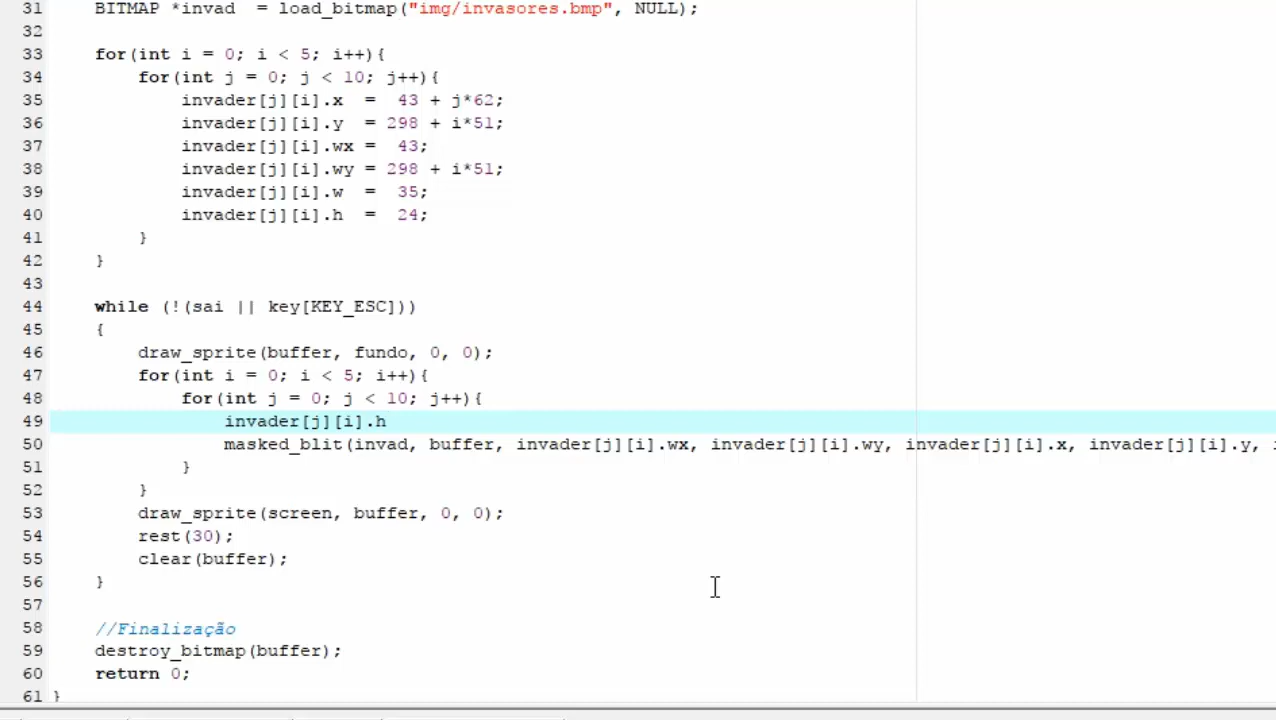 31 BITMAP *invad  = load_bitmap("img/invasores.bmp", NULL);
32
33 for(int i = 0; i < 5; i++){
34 for(int j = 0; j < 10; j++){
35 invader[j][i].x  =  43 + j*62;
36 invader[j][i].y  = 298 + i*51;
37 invader[j][i].wx =  43;
38 invader[j][i].wy = 298 + i*51;
39 invader[j][i].w  =  35;
40 invader[j][i].h  =  24;
41 }
42 }
43
44 while (!(sai || key[KEY_ESC]))
45 {
46 draw_sprite(buffer, fundo, 0, 0);
47 for(int i = 0; i < 5; i++){
48 for(int j = 0; j < 10; j++){
49 invader[j][i].h
50 masked_blit(invad, buffer, invader[j][i].wx, invader[j][i].wy, invader[j][i].x, invader[j][i].y,
51 }
52 }
53 draw_sprite(screen, buffer, 0, 0);
54 rest(30);
55 clear(buffer);
56 }
57
58 //Finalização
59 destroy_bitmap(buffer);
60 return 0;
61 }